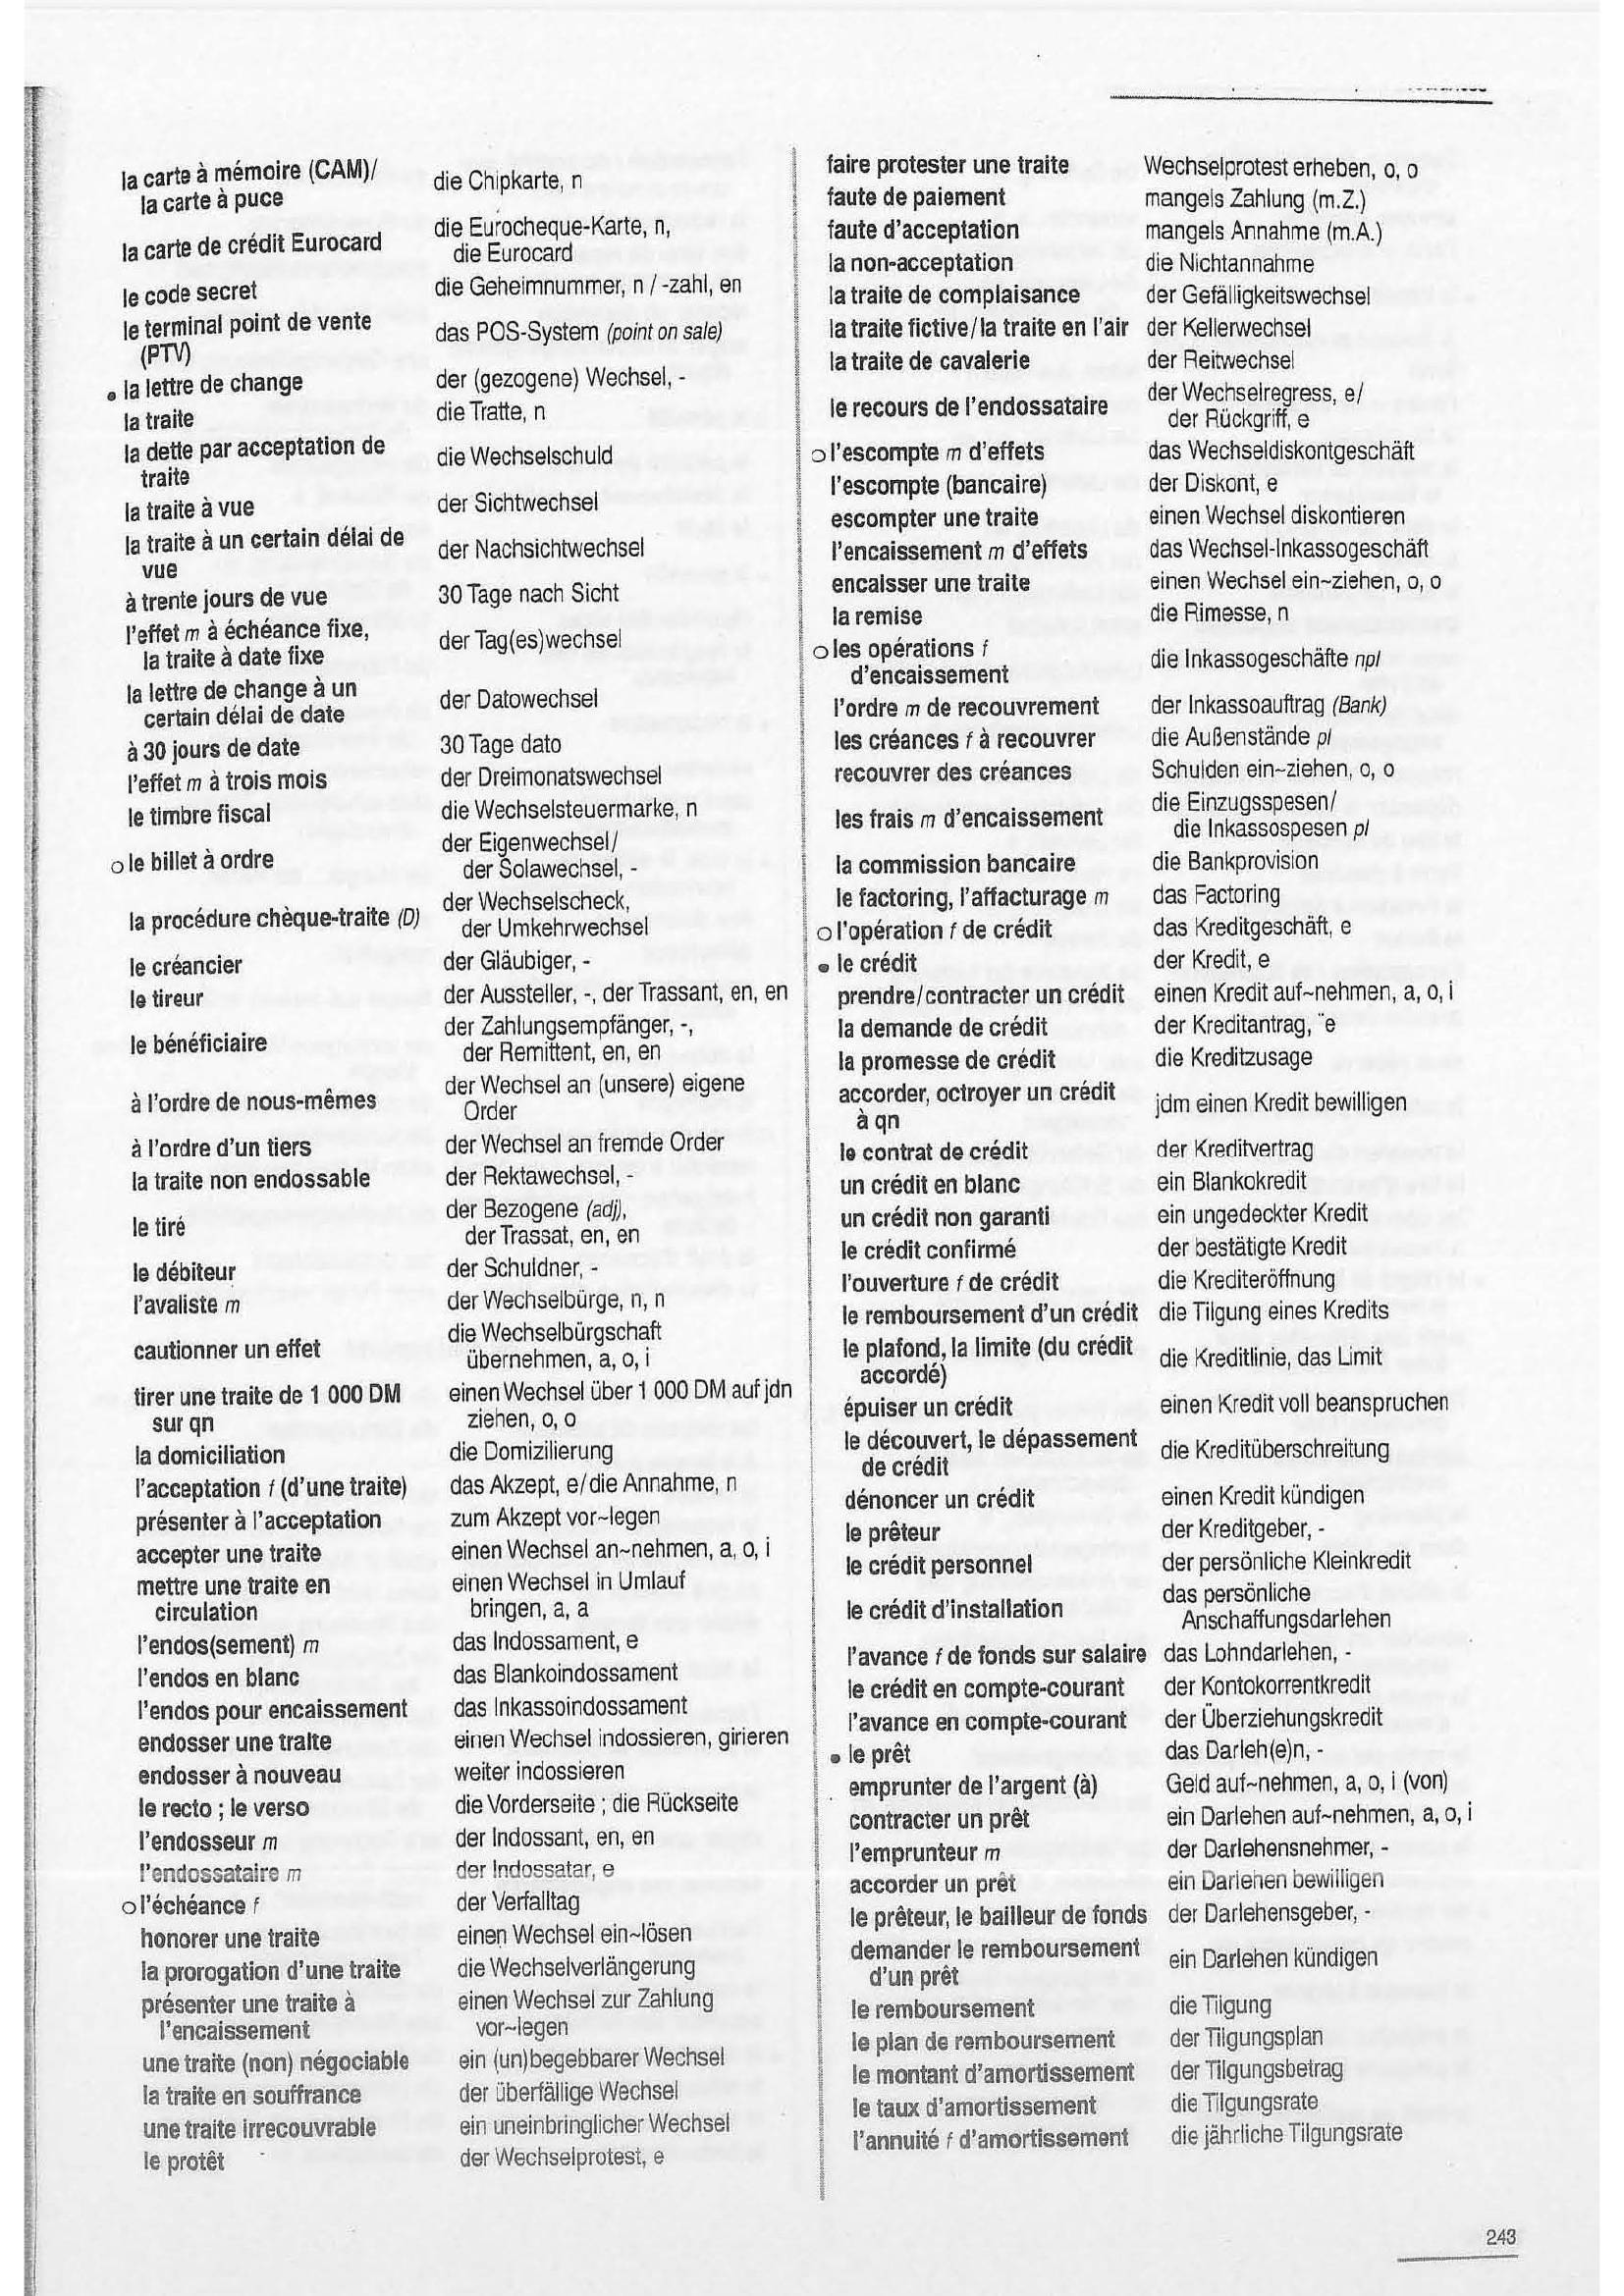 la carte à mémoire (CAM)/ die Chipkarte, n
la carte à puce
la carte de crédit Eurocard die Eurocheque-Karte, n,
die Eurocard
le code secret die Geheimnummer, n / -zahl, en
le terminal point de vente das POS-System (point on sale)
(PTV)
• la lettre de change der (gezogene) Wechsel, -
la traite die Tratte, n
la dette par acceptation de die Wechselschuld
traite
la traite à vue der Sichtwechsel
la traite à un certain délai de der Nachsichtwechsel
vue
à trente jours de vue 30 Tage nach Sicht
l'effet m à échéance fixe, der Tag(es)wechsel
la traite à date fixe
la lettre de change à un der Datowechsel
certain délai de date
à 30 jours de date 30 Tage dato
l'effet m à trois mois der Dreimonatswechsel
le timbre fiscal die Wechselsteuermarke, n
o le billet à ordre der Eigenwechsel/
der Solawechsel, -
la procédure chèque-traite (D) der Wechselscheck,
der Umkehrwechsel
le créancier der Gläubiger, -
le tireur der Aussteller, -, der Trassant, en, en
le bénéficiaire der Zahlungsempfänger, -,
der Remittent, en, en
à l'ordre de nous-mêmes der Wechsel an (unsere) eigene
Order
à l'ordre d'un tiers der Wechsel an fremde Order
la traite non endossable der Rektawechsel, -
le tiré der Bezogene (adj),
der Trassat, en, en
le débiteur der Schuldner, -
l'avaliste m der Wechselbürge, n, n
cautionner un effet die Wechselbürgschaft
übernehmen, a, o, i
tirer une traite de 1 000 DM einen Wechsel über 1 000 DM auf jdn
sur qn ziehen, o, o
la domiciliation die Domizilierung
l'acceptation f (d'une traite) das Akzept, e/die Annahme, n
présenter à l'acceptation zum Akzept vor~legen
accepter une traite einen Wechsel an~nehmen, a, o, i
mettre une traite en einen Wechsel in Umlauf
circulation bringen, a, a
l'endos(sement) m das Indossament, e
l'endos en blanc das Blankoindossament
l'endos pour encaissement das Inkassoindossament
endosser une traite einen Wechsel indossieren, girieren
endosser à nouveau weiter indossieren
le recto ; le verso die Vorderseite ; die Rückseite
l'endosseur m der Indossant, en, en
l'endossataire m der Indossatar, e
o l'échéance f der Verfalltag
honorer une traite einen Wechsel ein~lösen
la prorogation d'une traite die Wechselverlängerung
présenter une traite à einen Wechsel zur Zahlung
l'encaissement vor~legen
une traite (non) négociable ein (un)begebbarer Wechsel
la traite en souffrance der überfällige Wechsel
une traite irrecouvrable ein uneinbringlicher Wechsel
le protêt der Wechselprotest, e
faire protester une traite Wechselprotest erheben, o, o
faute de paiement mangels Zahlung (m.Z.)
faute d'acceptation mangels Annahme (m.A.)
la non-acceptation die Nichtannahme
la traite de complaisance der Gefälligkeitswechsel
la traite fictive/la traite en l'air der Kellerwechsel
la traite de cavalerie der Reitwechsel
le recours de l'endossataire der Wechselregress, e/
der Rückgriff, e
o l'escompte m d'effets das Wechseldiskontgeschäft
l'escompte (bancaire) der Diskont, e
escompter une traite einen Wechsel diskontieren
l'encaissement m d'effets das Wechsel-Inkassogeschäft
encaisser une traite einen Wechsel ein~ziehen, o, o
la remise die Rimesse, n
o les opérations f die Inkassogeschäfte npl
d'encaissement
l'ordre m de recouvrement der Inkassoauftrag (Bank)
les créances f à recouvrer die Außenstände pl
recouvrer des créances Schulden ein~ziehen, o, o
les frais m d'encaissement die Einzugsspesen/
die Inkassospesen pl
la commission bancaire die Bankprovision
le factoring, l'affacturage m das Factoring
o l'opération f de crédit das Kreditgeschäft, e
• le crédit der Kredit, e
prendre/contracter un crédit einen Kredit auf~nehmen, a, o, i
la demande de crédit der Kreditantrag, ¨e
la promesse de crédit die Kreditzusage
accorder, octroyer un crédit jdm einen Kredit bewilligen
à qn
le contrat de crédit der Kreditvertrag
un crédit en blanc ein Blankokredit
un crédit non garanti ein ungedeckter Kredit
le crédit confirmé der bestätigte Kredit
l'ouverture f de crédit die Krediteröffnung
le remboursement d'un crédit die Tilgung eines Kredits
le plafond, la limite (du crédit die Kreditlinie, das Limit
accordé)
épuiser un crédit einen Kredit voll beanspruchen
le découvert, le dépassement die Kreditüberschreitung
de crédit
dénoncer un crédit einen Kredit kündigen
le prêteur der Kreditgeber, -
le crédit personnel der persönliche Kleinkredit
le crédit d'installation das persönliche
Anschaffungsdarlehen
l'avance f de fonds sur salaire das Lohndarlehen, -
le crédit en compte-courant der Kontokorrentkredit
l'avance en compte-courant der Überziehungskredit
• le prêt das Darleh(e)n, -
emprunter de l'argent (à) Geld auf~nehmen, a, o, i (von)
contracter un prêt ein Darlehen auf~nehmen, a, o, i
l'emprunteur m der Darlehensnehmer, -
accorder un prêt ein Darlehen bewilligen
le prêteur, le bailleur de fonds der Darlehensgeber, -
demander le remboursement ein Darlehen kündigen
d'un prêt
le remboursement die Tilgung
le plan de remboursement der Tilgungsplan
le montant d'amortissement der Tilgungsbetrag
le taux d'amortissement die Tilgungsrate
l'annuité f d'amortissement die jährliche Tilgungsrate
243